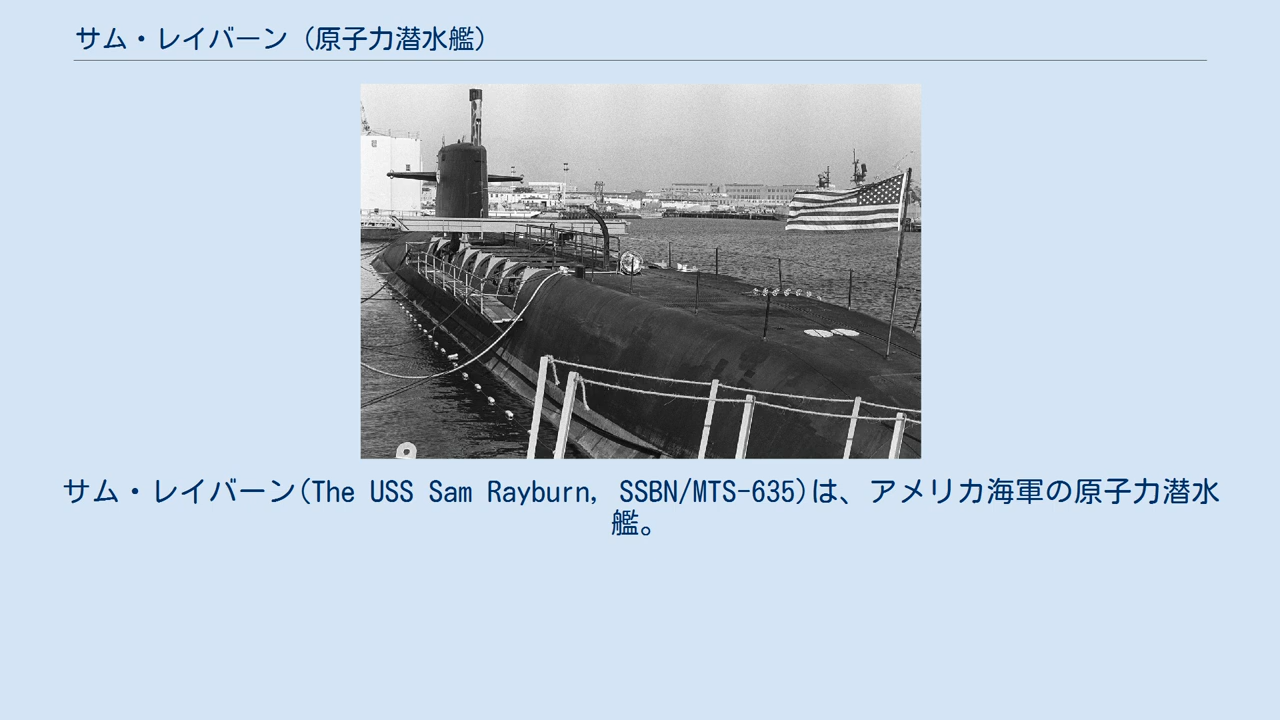 サム・レイバーン（原子力潜水艦）
サム・レイバーン(The USS Sam Rayburn, SSBN/MTS-635)は、アメリカ海軍の原子力潜水
艦。